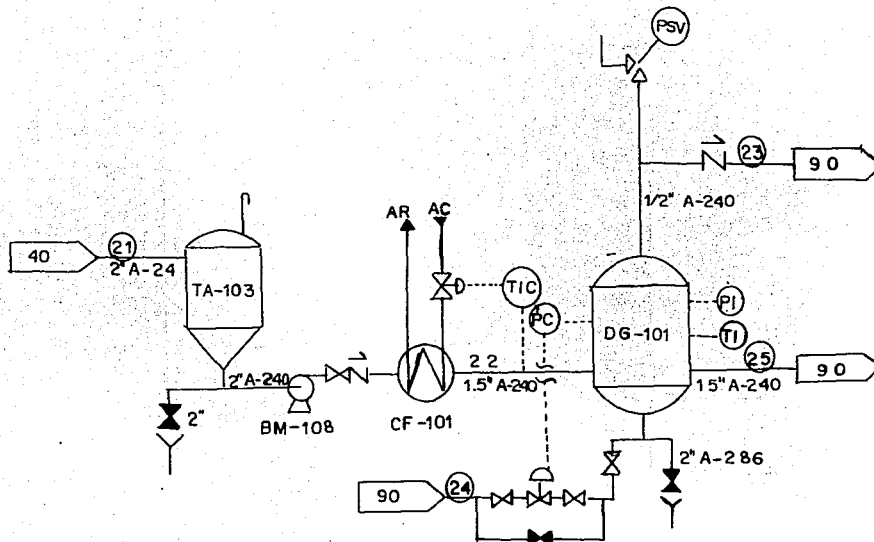 PSV
23
90
1/2" A-240
AR
AC
21
40
2"A-24
TA-103
TIC
PC
PI
DG-101
TI
22
25
2"A-240
1.5" A-240
15"A-240
90
2"
BM-108
CF-101
2" A-286
90
24